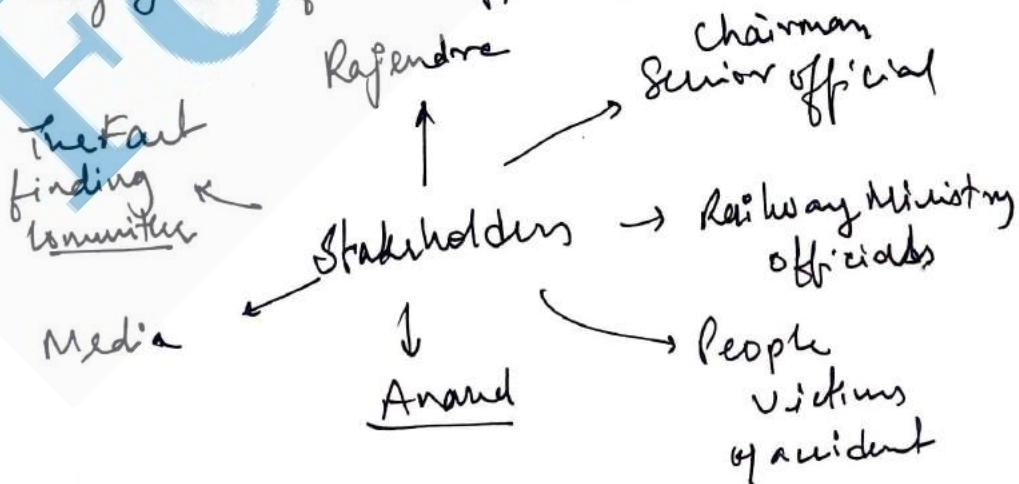 Rajendra
Chairman
Senior official
The Fact
finding
Committee
Stakeholders
Railway Ministry
officials
Media
Anand
People
victims
of accident